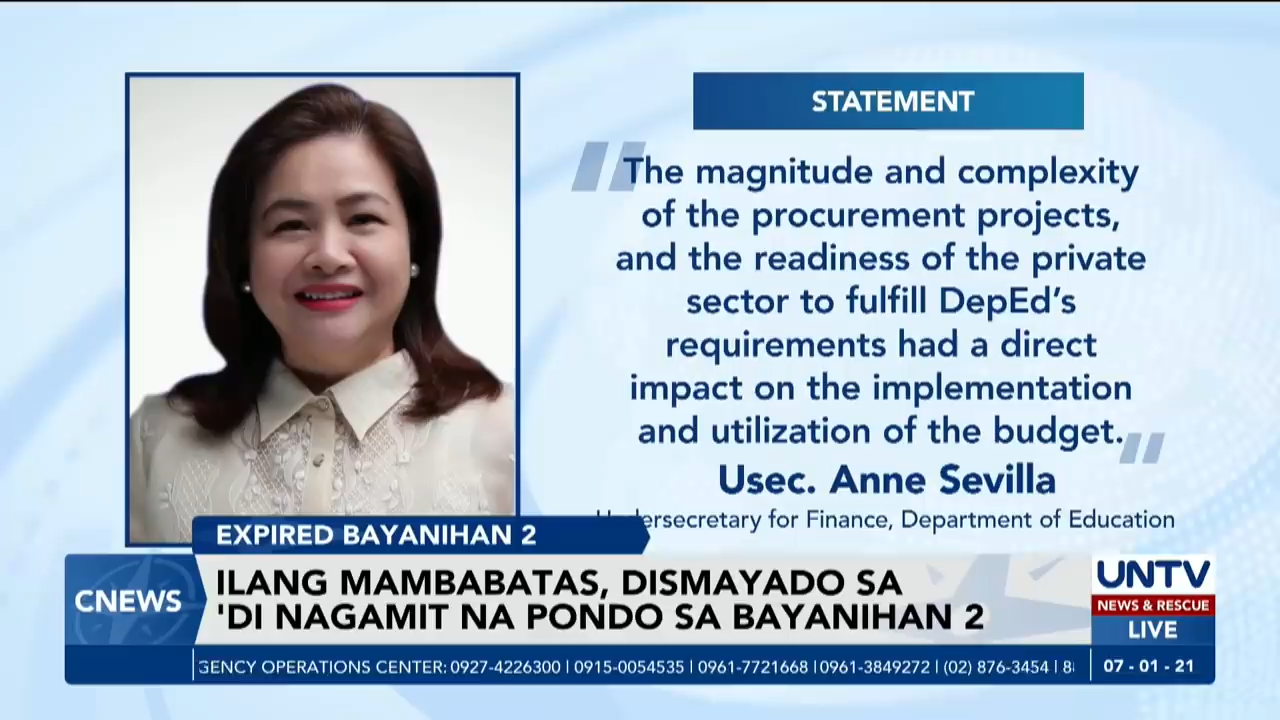 STATEMENT
"The magnitude and complexity
of the procurement projects,
and the readiness of the private
sector to fulfill DepEd's
requirements had a direct
impact on the implementation
and utilization of the budget."
Usec. Anne Sevilla
Undersecretary for Finance, Department of Education
EXPIRED BAYANIHAN 2
CNEWS
ILANG MAMBABATAS, DISMAYADO SA
'DI NAGAMIT NA PONDO SA BAYANIHAN 2
UNTV
NEWS & RESCUE
LIVE
GENCY OPERATIONS CENTER: 0927-4226300 | 0915-0054535 | 0961-7721668 | 0961-3849272 | (02) 876-3454 | 8
07 - 01 - 21